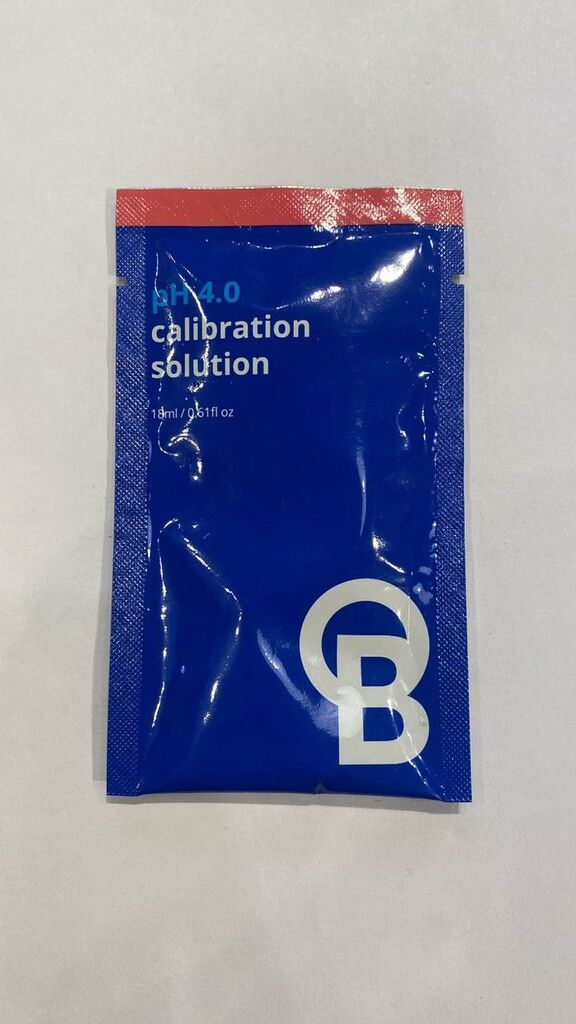 pH 4.0
calibration
solution
18ml / 0.61fl oz
B